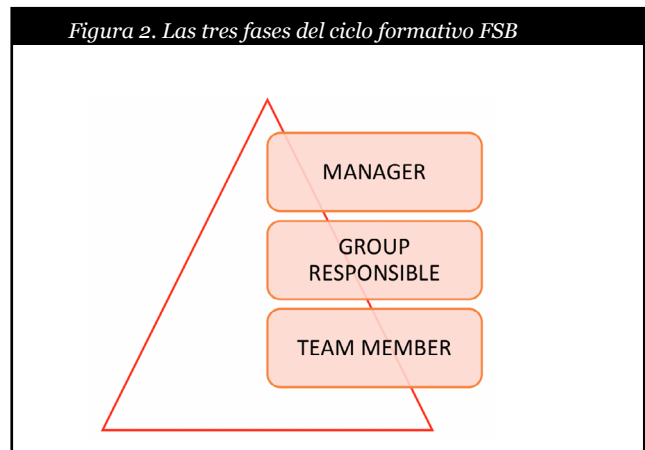 Figura 2. Las tres fases del ciclo formativo FSB
MANAGER
GROUP
RESPONSIBLE
TEAM MEMBER